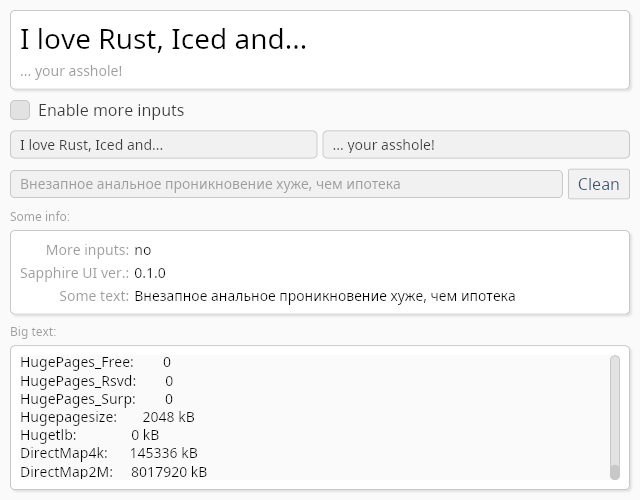 I love Rust, Iced and...
... your asshole!
Enable more inputs
I love Rust, Iced and...
... your asshole!
Внезапное анальное проникновение хуже, чем ипотека
Clean
Some info:
More inputs: no
Sapphire UI ver.: 0.1.0
Some text: Внезапное анальное проникновение хуже, чем ипотека
Big text:
HugePages_Free: 0
HugePages_Rsvd: 0
HugePages_Surp: 0
Hugepagesize: 2048 kB
Hugetlb: 0 kB
DirectMap4k: 145336 kB
DirectMap2M: 8017920 kB